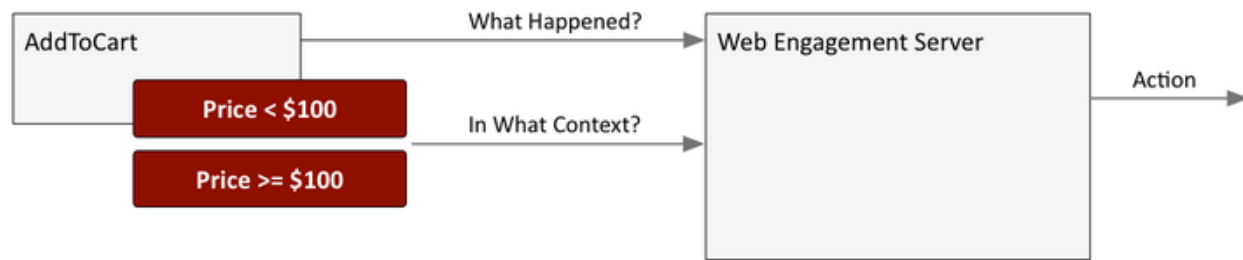 What Happened?
AddToCart
Web Engagement Server
Price < $100
Action
In What Context?
Price >= $100